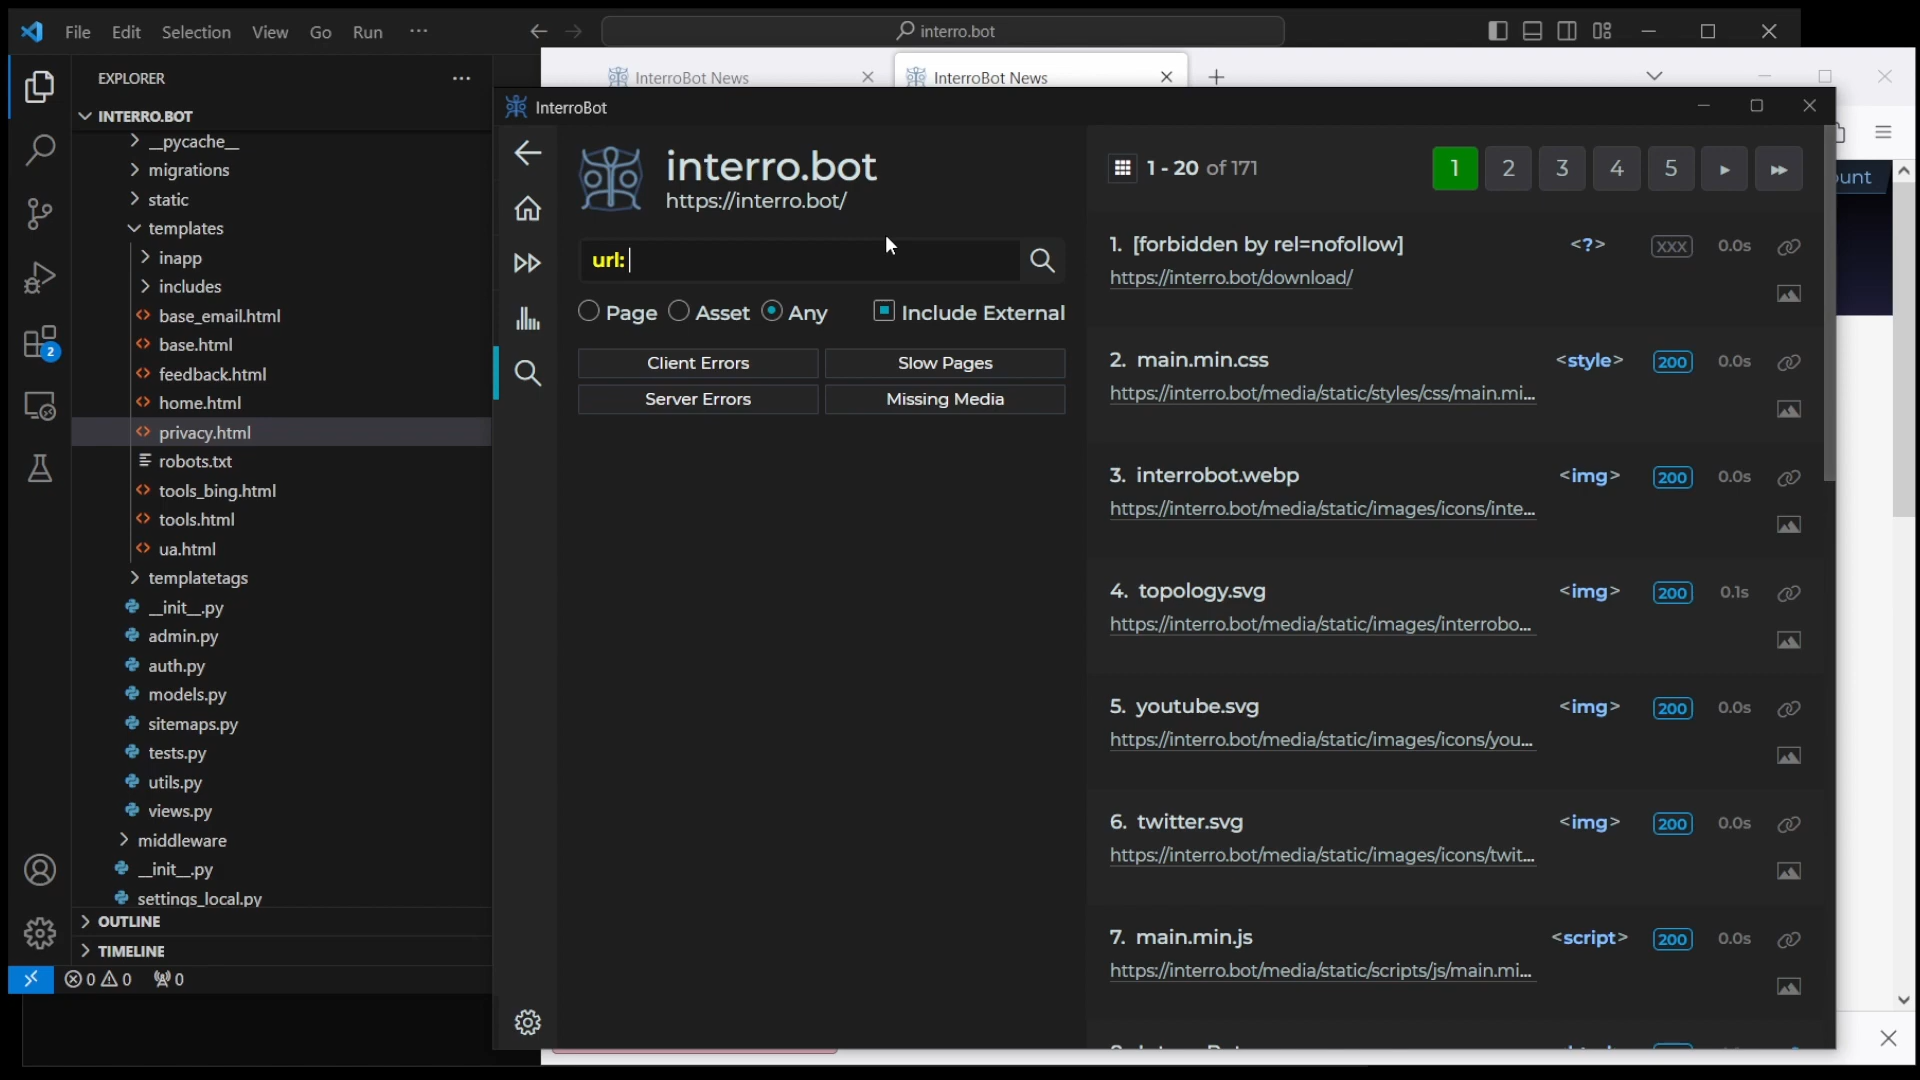 File Edit Selection View Go Run ···
interro.bot
EXPLORER
INTERRO.BOT
__pycache__
migrations
static
templates
inapp
includes
base_email.html
base.html
feedback.html
home.html
privacy.html
robots.txt
tools_bing.html
tools.html
ua.html
templatetags
__init__.py
admin.py
auth.py
models.py
sitemaps.py
tests.py
utils.py
views.py
middleware
__init__.py
settings_local.py
OUTLINE
TIMELINE
0 0 0
2
InterroBot News
InterroBot News
InterroBot
interro.bot
https://interro.bot/
url:
Page Asset Any Include External
Client Errors Slow Pages
Server Errors Missing Media
1 - 20 of 171
1 2 3 4 5
1. [forbidden by rel=nofollow] <?> XXX 0.0s
https://interro.bot/download/
2. main.min.css <style> 200 0.0s
https://interro.bot/media/static/styles/css/main.mi...
3. interrobot.webp <img> 200 0.0s
https://interro.bot/media/static/images/icons/inte...
4. topology.svg <img> 200 0.1s
https://interro.bot/media/static/images/interrobo...
5. youtube.svg <img> 200 0.0s
https://interro.bot/media/static/images/icons/you...
6. twitter.svg <img> 200 0.0s
https://interro.bot/media/static/images/icons/twit...
7. main.min.js <script> 200 0.0s
https://interro.bot/media/static/scripts/js/main.mi...